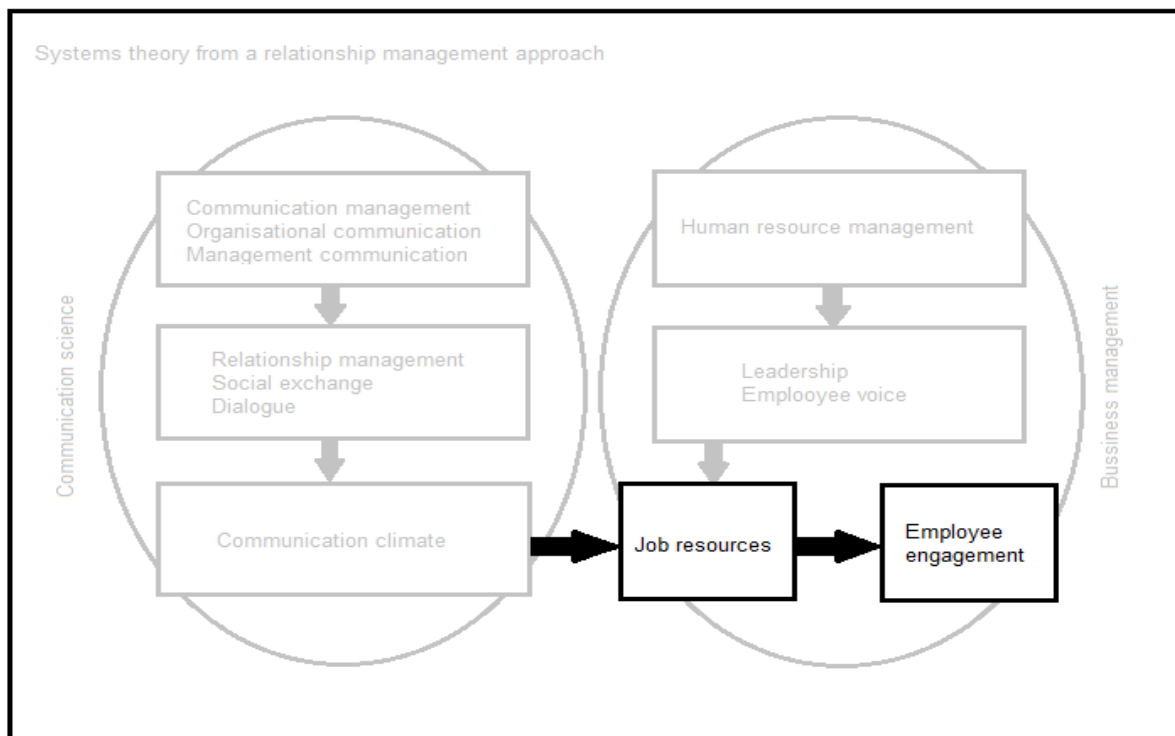 Systems theory from a relationship management approach
Communication science
Communication management
Organisational communication
Management communication
Relationship management
Social exchange
Dialogue
Communication climate
Human resource management
Leadership
Emplooyee voice
Job resources
Employee
engagement
Bussiness management